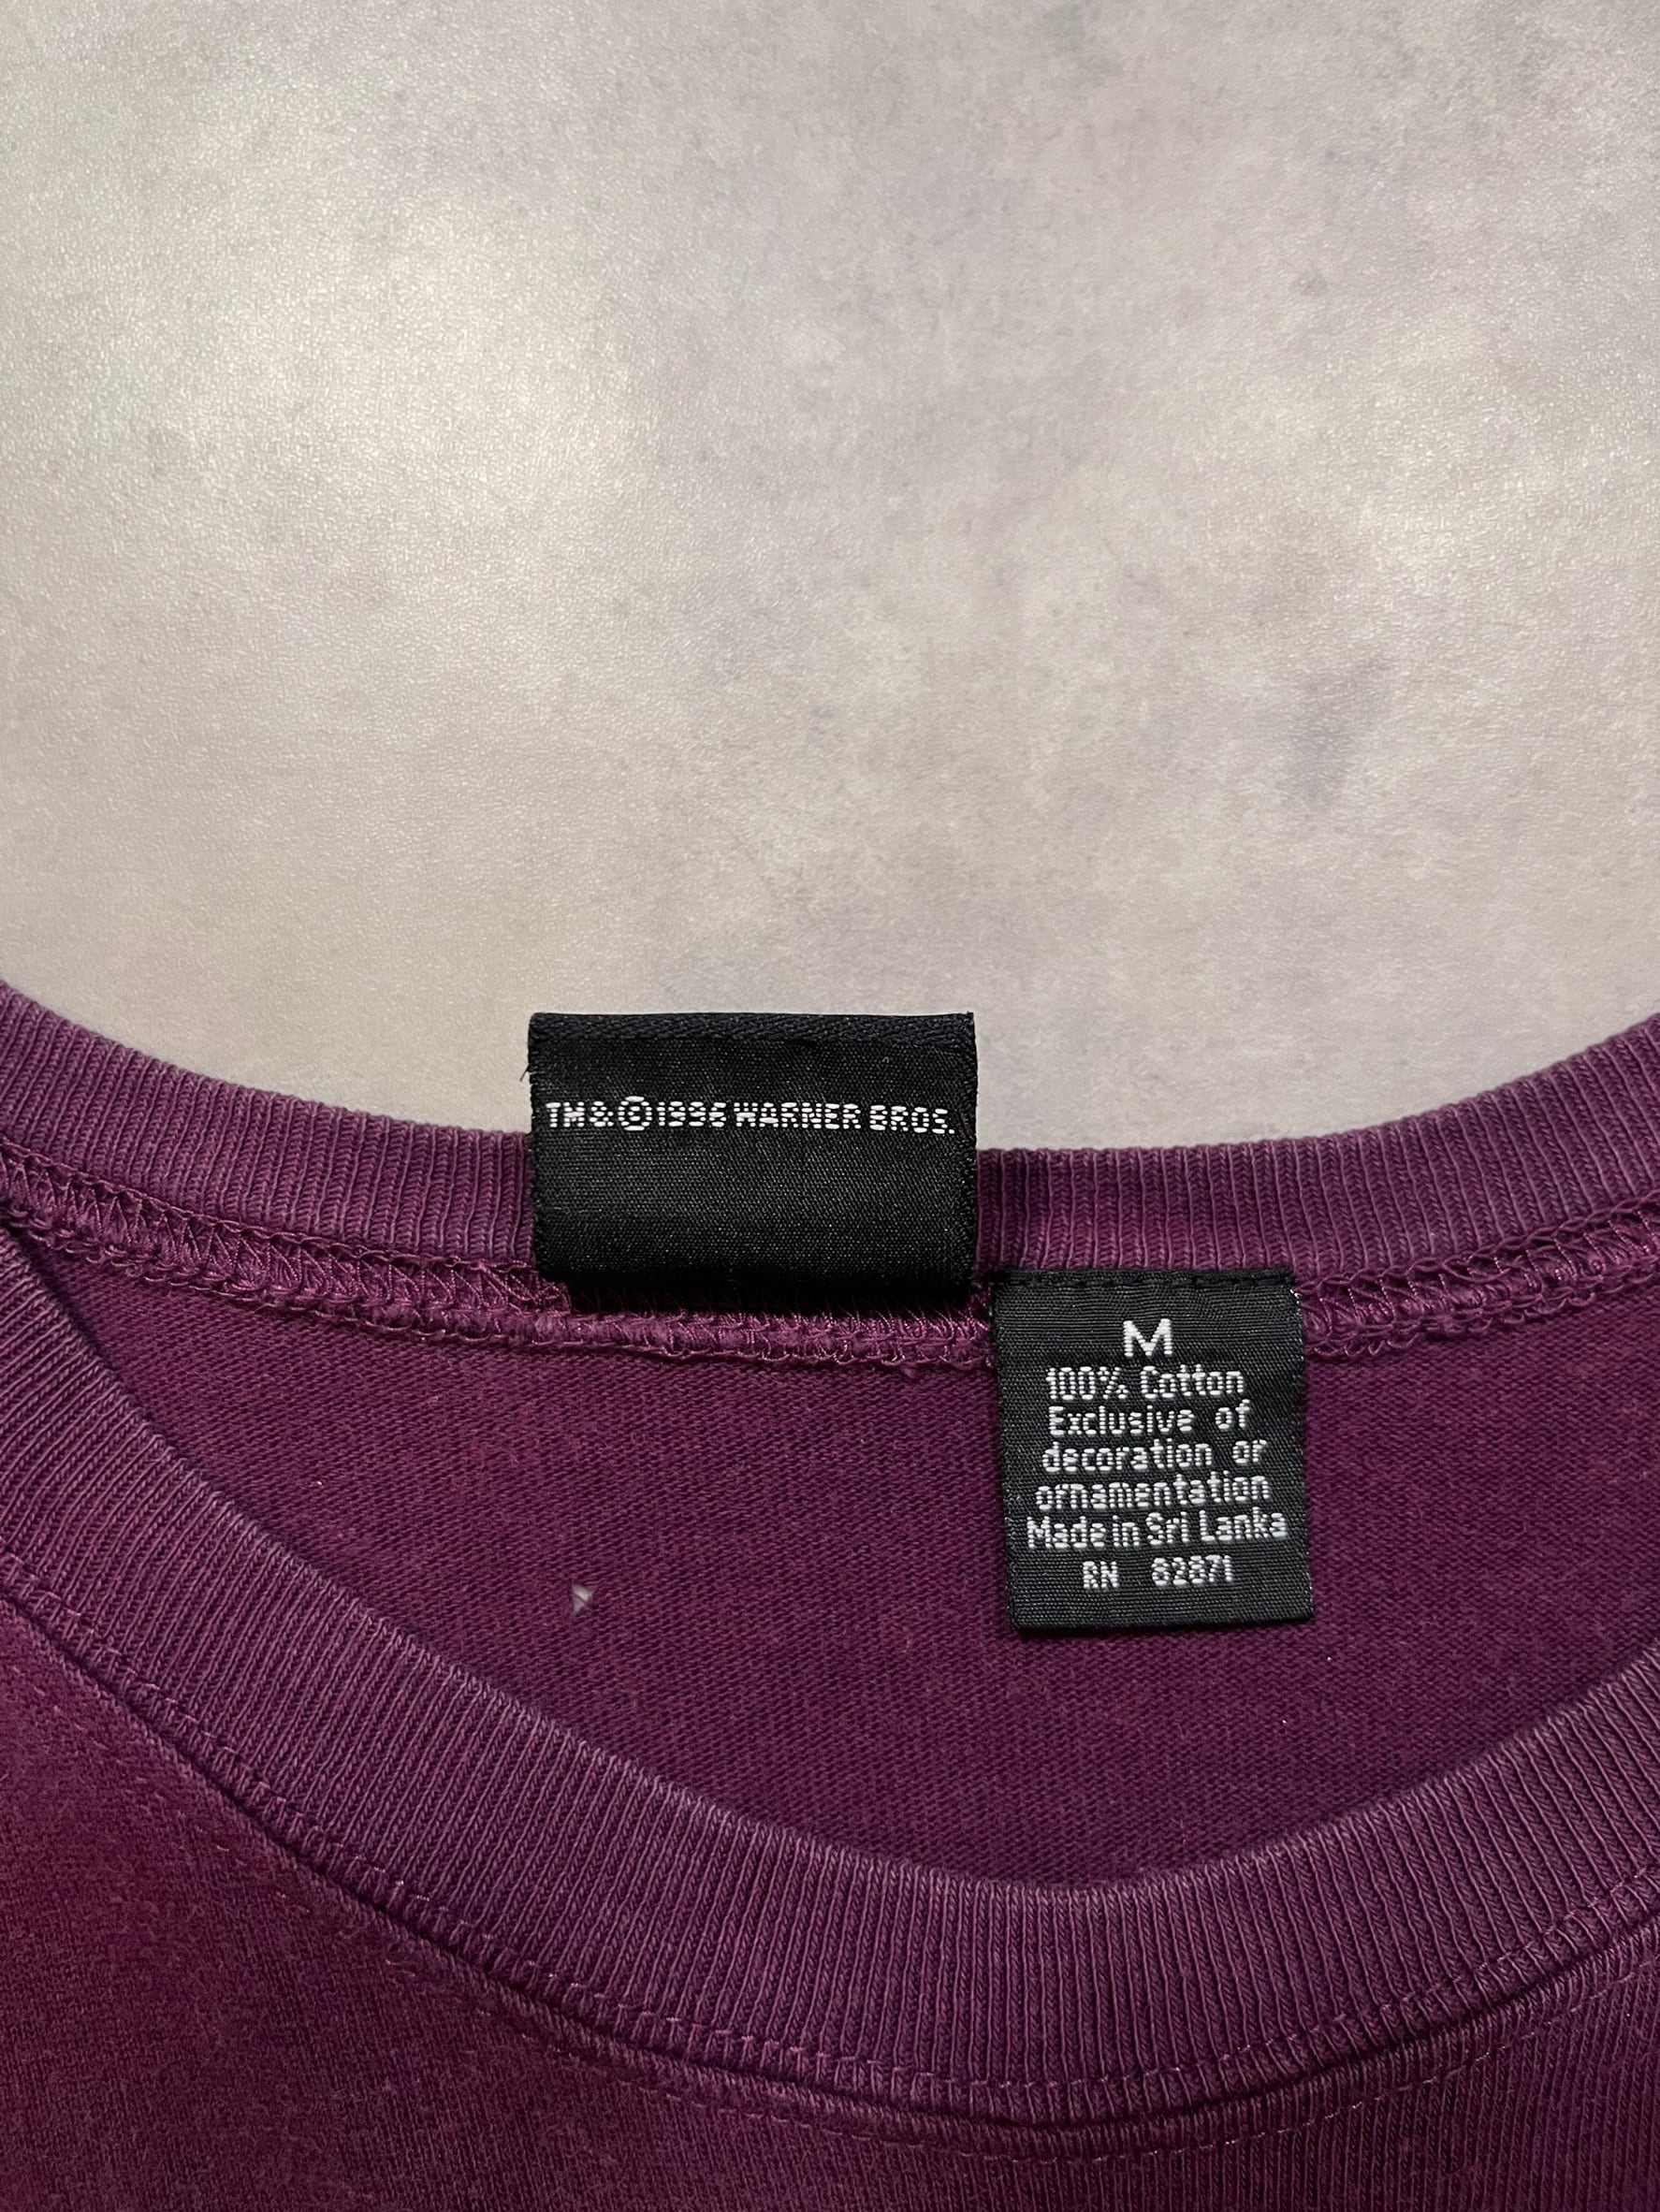 TM & © 1996 WARNER BROS.
M
100% Cotton
Exclusive of
decoration or
ornamentation
Made in Sri Lanka
RN 82871